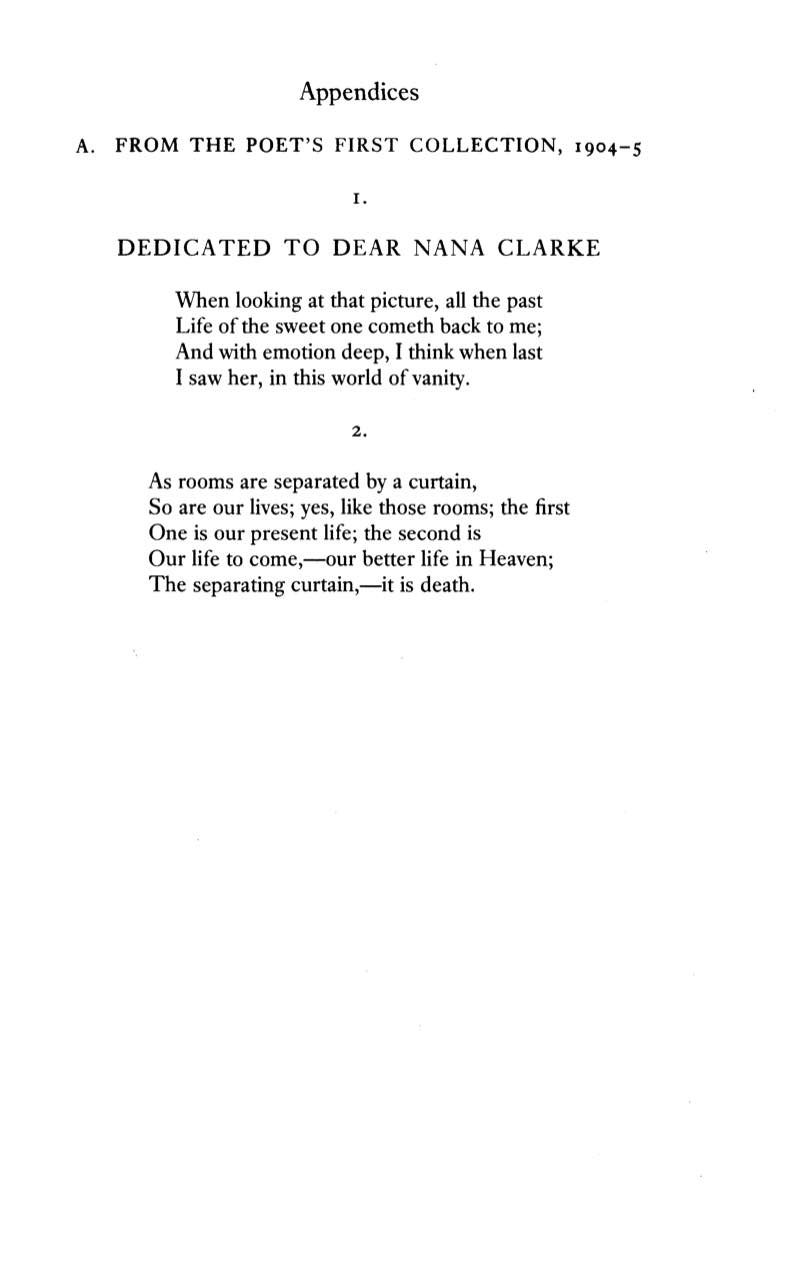 Appendices
A. FROM THE POET'S FIRST COLLECTION, 1904–5
1.
DEDICATED TO DEAR NANA CLARKE
When looking at that picture, all the past
Life of the sweet one cometh back to me;
And with emotion deep, I think when last
I saw her, in this world of vanity.
2.
As rooms are separated by a curtain,
So are our lives; yes, like those rooms; the first
One is our present life; the second is
Our life to come,—our better life in Heaven;
The separating curtain,—it is death.